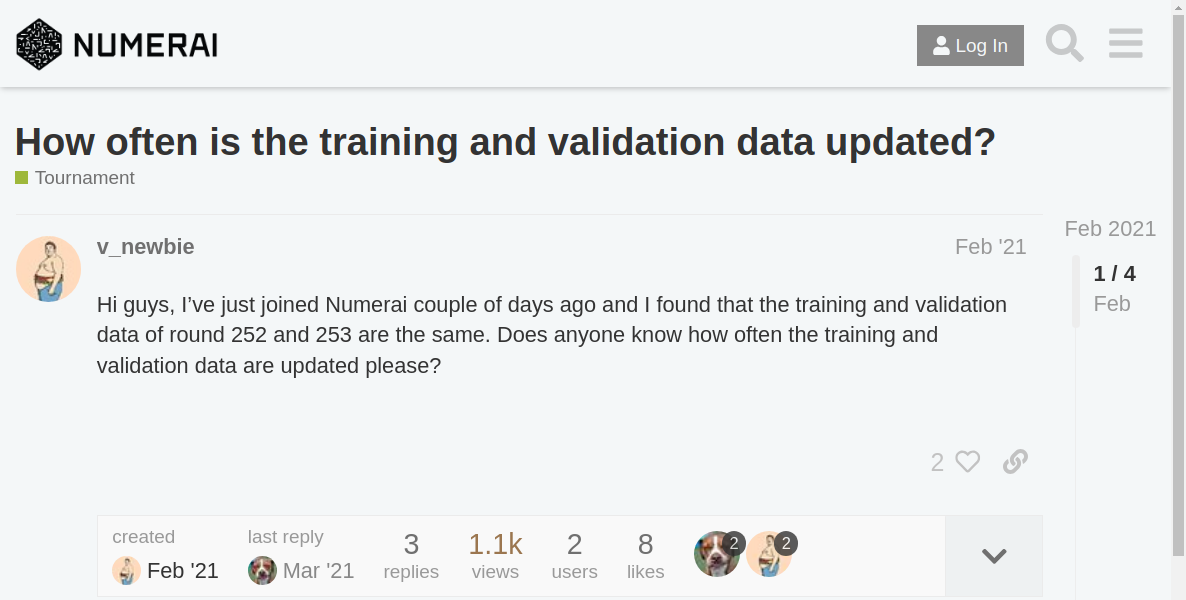 NUMERAI
Log In
How often is the training and validation data updated?
Tournament
v_newbie
Feb '21
Hi guys, I’ve just joined Numerai couple of days ago and I found that the training and validation
data of round 252 and 253 are the same. Does anyone know how often the training and
validation data are updated please?
2
created
Feb '21
last reply
Mar '21
3
replies
1.1k
views
2
users
8
likes
2
2
Feb 2021
1 / 4
Feb